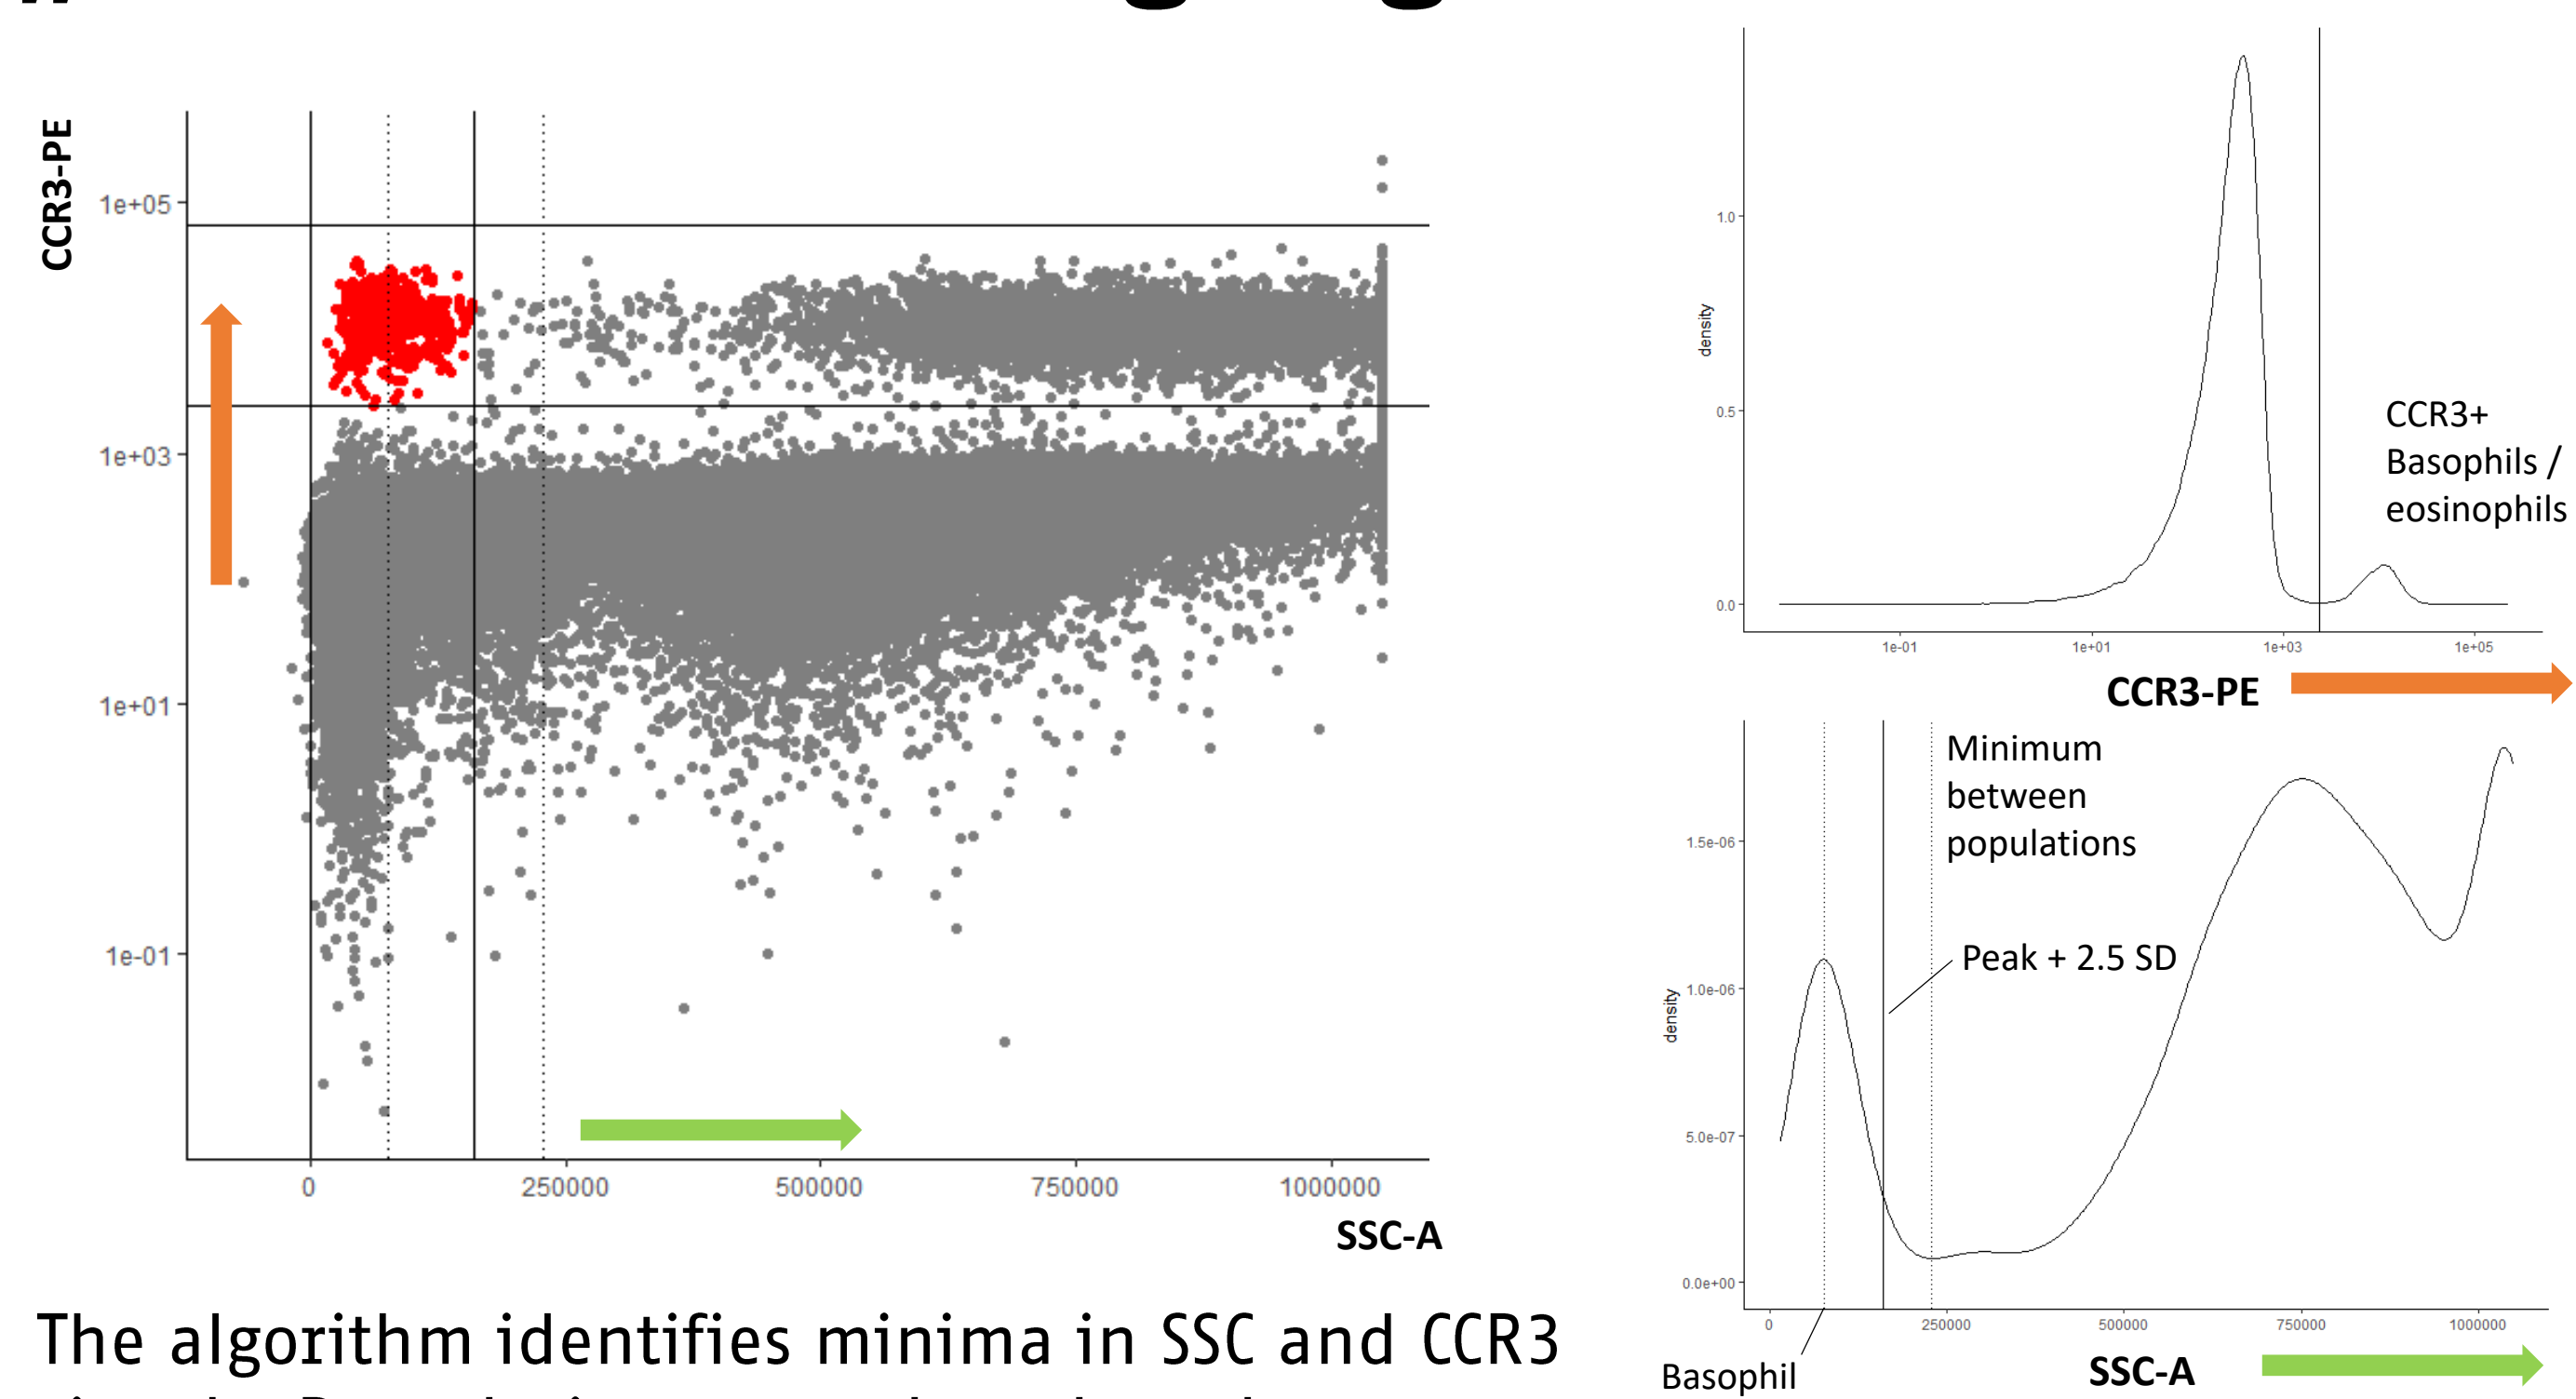 CCR3-PE
1e+05
1e+03
1e+01
1e-01
0 250000 500000 750000 1000000
SSC-A
The algorithm identifies minima in SSC and CCR3
density
1.0
0.5
0.0
CCR3+
Basophils /
eosinophils
1e-01 1e+01 1e+03 1e+05
CCR3-PE
Minimum
between
populations
Peak + 2.5 SD
density
1.5e-06
1.0e-06
5.0e-07
0.0e+00
0 250000 500000 750000 1000000
Basophil
SSC-A